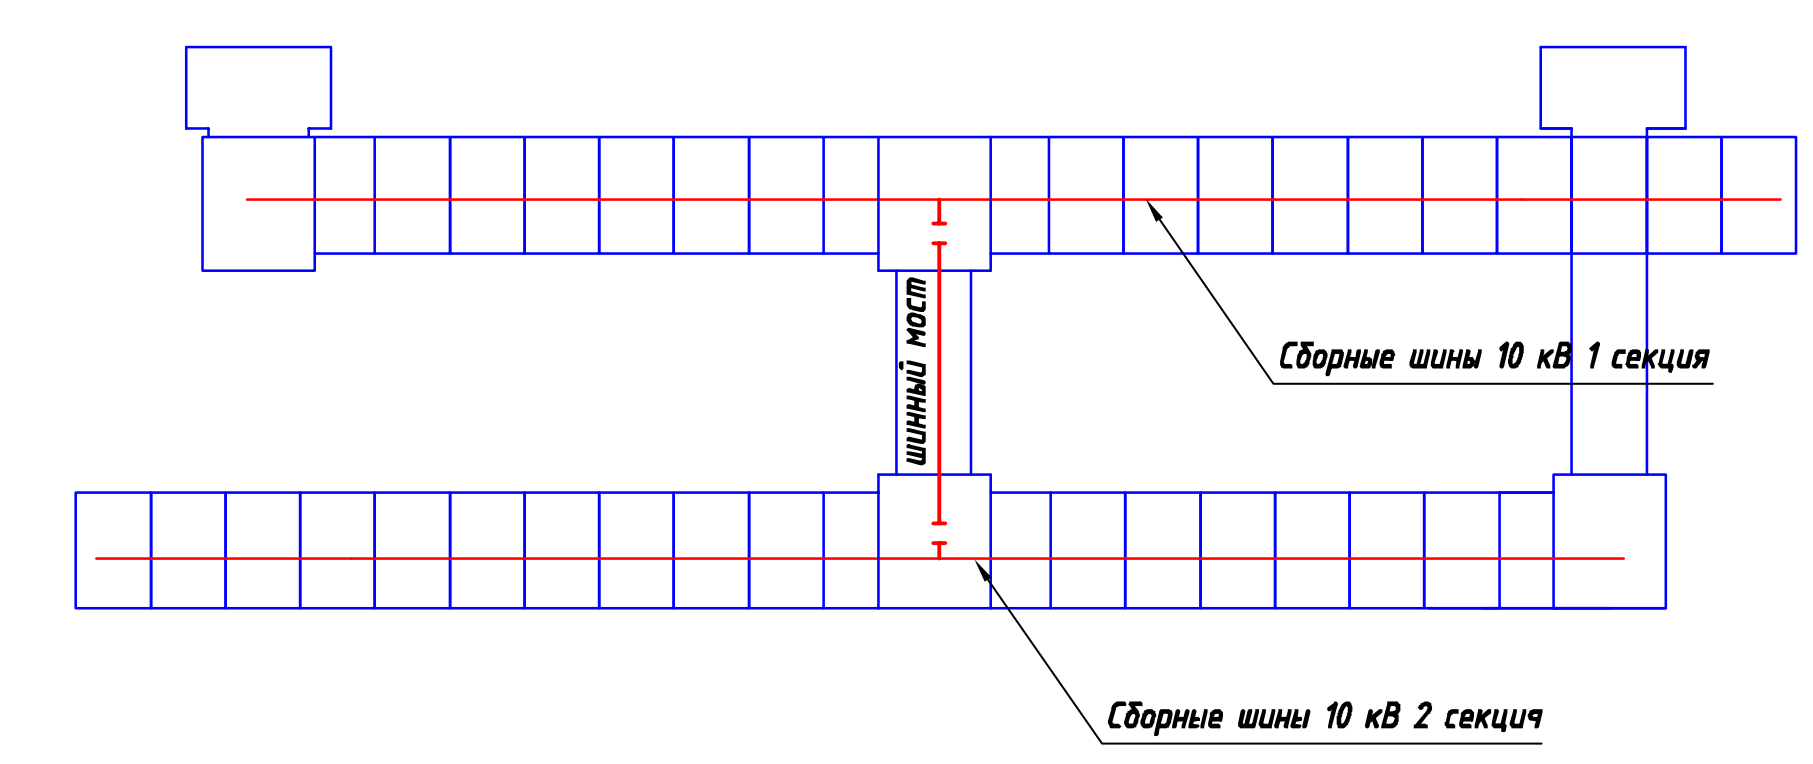 шинный мост
Сборные шины 10 кВ 1 секция
Сборные шины 10 кВ 2 секция